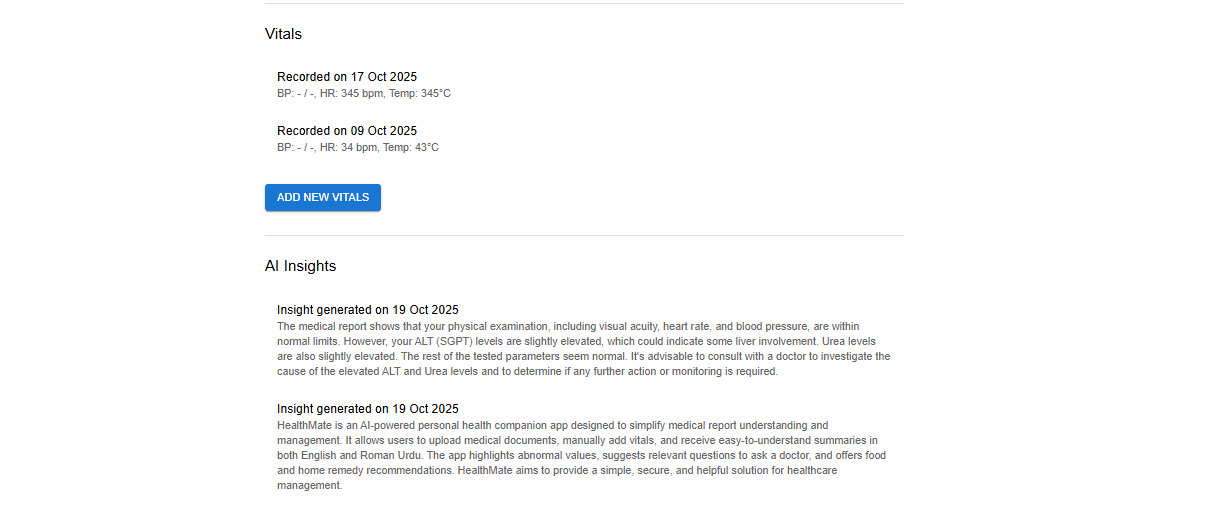 Vitals
Recorded on 17 Oct 2025
BP: - / -, HR: 345 bpm, Temp: 345°C
Recorded on 09 Oct 2025
BP: - / -, HR: 34 bpm, Temp: 43°C
ADD NEW VITALS
AI Insights
Insight generated on 19 Oct 2025
The medical report shows that your physical examination, including visual acuity, heart rate, and blood pressure, are within
normal limits. However, your ALT (SGPT) levels are slightly elevated, which could indicate some liver involvement. Urea levels
are also slightly elevated. The rest of the tested parameters seem normal. It's advisable to consult with a doctor to investigate the
cause of the elevated ALT and Urea levels and to determine if any further action or monitoring is required.
Insight generated on 19 Oct 2025
HealthMate is an AI-powered personal health companion app designed to simplify medical report understanding and
management. It allows users to upload medical documents, manually add vitals, and receive easy-to-understand summaries in
both English and Roman Urdu. The app highlights abnormal values, suggests relevant questions to ask a doctor, and offers food
and home remedy recommendations. HealthMate aims to provide a simple, secure, and helpful solution for healthcare
management.